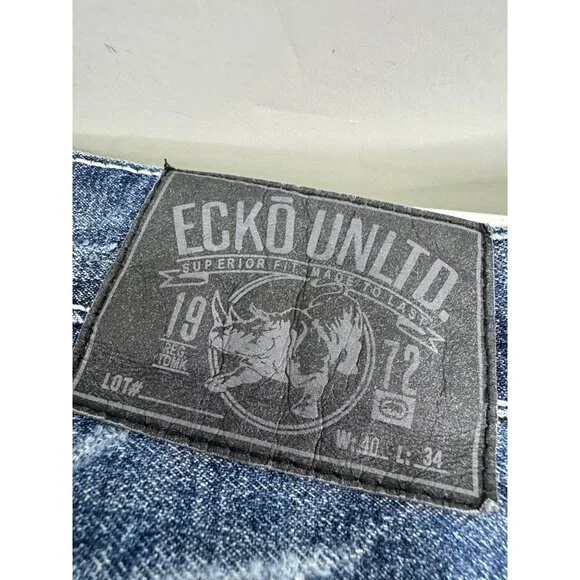 ECKŌ UNLTD.
SUPERIOR FIT. MADE TO LAST
19 72
LOT#
W: 40 L: 34